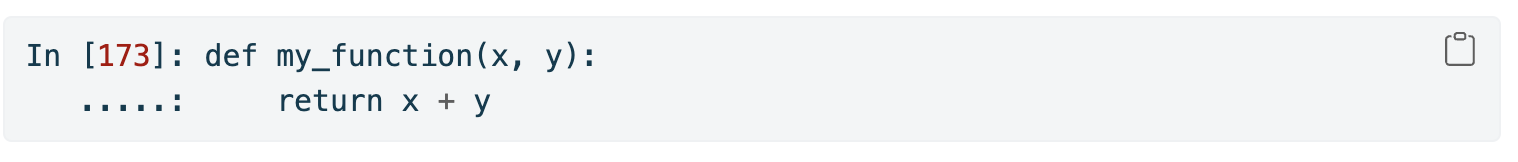 In [173]: def my_function(x, y):
   .....:     return x + y